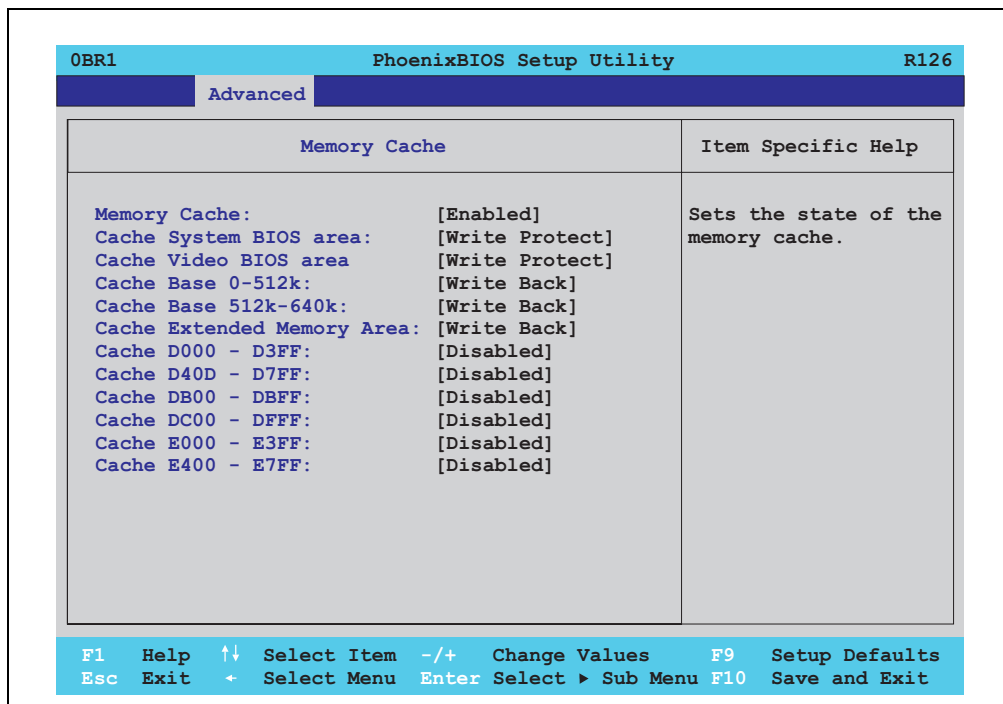 0BR1 PhoenixBIOS Setup Utility R126
Advanced
Memory Cache Item Specific Help
Memory Cache: [Enabled] Sets the state of the
Cache System BIOS area: [Write Protect] memory cache.
Cache Video BIOS area [Write Protect]
Cache Base 0-512k: [Write Back]
Cache Base 512k-640k: [Write Back]
Cache Extended Memory Area: [Write Back]
Cache D000 - D3FF: [Disabled]
Cache D40D - D7FF: [Disabled]
Cache DB00 - DBFF: [Disabled]
Cache DC00 - DFFF: [Disabled]
Cache E000 - E3FF: [Disabled]
Cache E400 - E7FF: [Disabled]
F1 Help ↑↓ Select Item -/+ Change Values F9 Setup Defaults
Esc Exit ← Select Menu Enter Select ▶ Sub Menu F10 Save and Exit